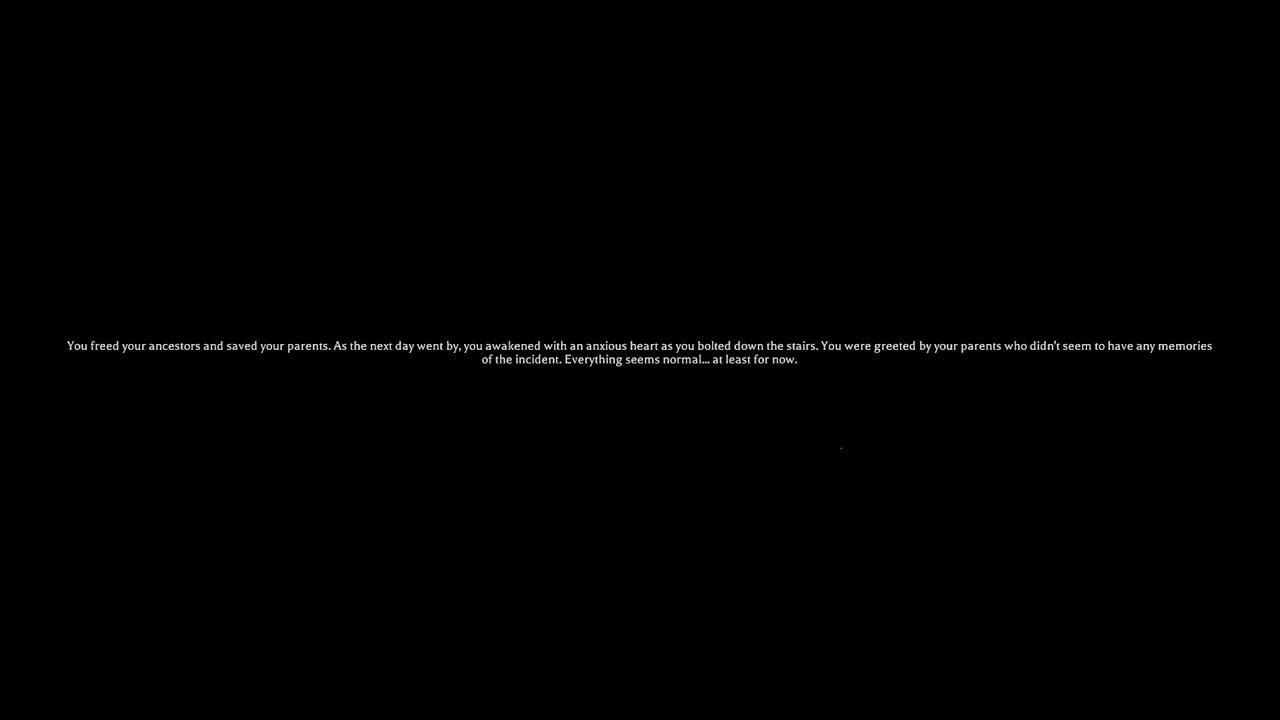 You freed your ancestors and saved your parents. As the next day went by, you awakened with an anxious heart as you bolted down the stairs. You were greeted by your parents who didn't seem to have any memories
of the incident. Everything seems normal... at least for now.